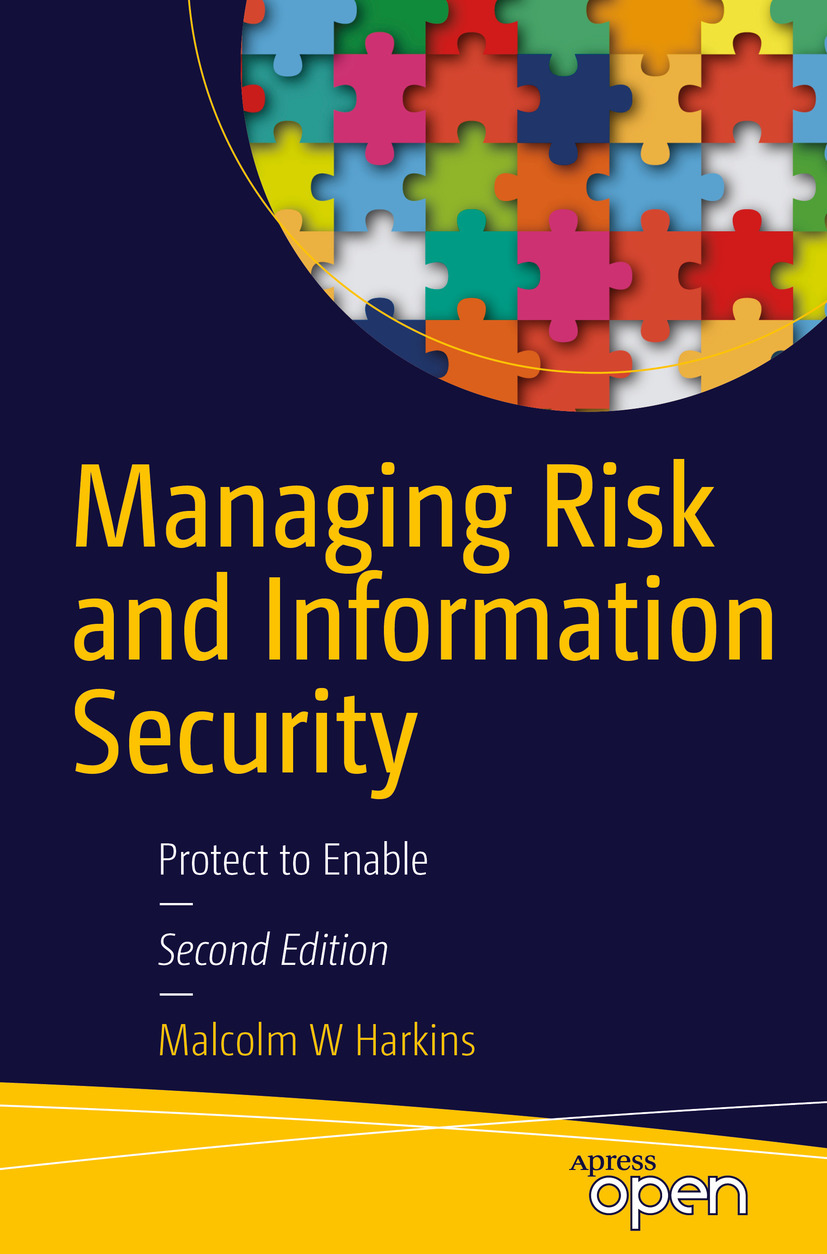 Managing Risk
and Information
Security
Protect to Enable
—
Second Edition
—
Malcolm W Harkins
Apress
open